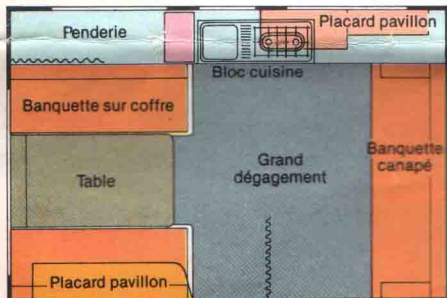 Penderie
Placard pavillon
Bloc cuisine
Banquette sur coffre
Grand
dégagement
Banquette
canapé
Table
Placard pavillon